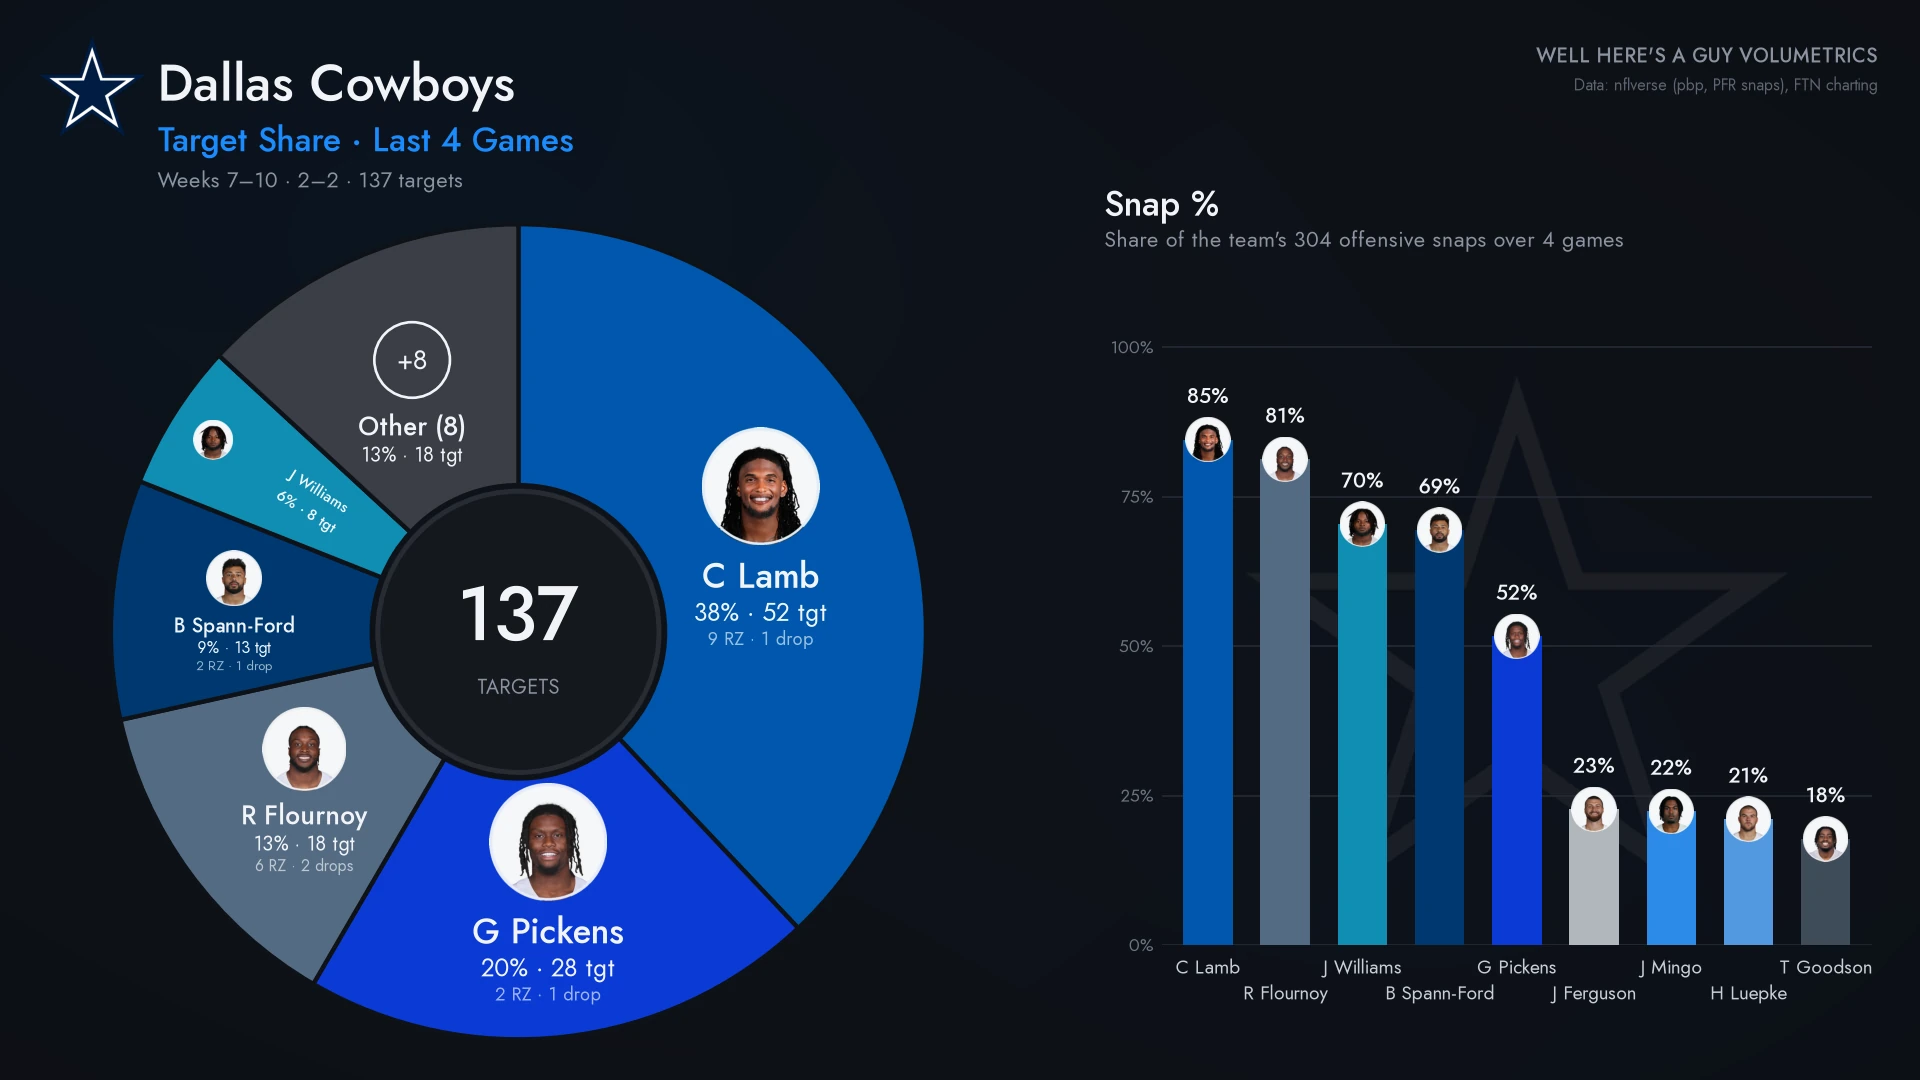 Dallas Cowboys
Target Share · Last 4 Games
Weeks 7–10 · 2–2 · 137 targets
WELL HERE'S A GUY VOLUMETRICS
Data: nflverse (pbp, PFR snaps), FTN charting
+8
Other (8)
13% · 18 tgt
J Williams
6% · 8 tgt
C Lamb
38% · 52 tgt
9 RZ · 1 drop
B Spann-Ford
9% · 13 tgt
2 RZ · 1 drop
137
TARGETS
R Flournoy
13% · 18 tgt
6 RZ · 2 drops
G Pickens
20% · 28 tgt
2 RZ · 1 drop
Snap %
Share of the team's 304 offensive snaps over 4 games
100%
75%
50%
25%
0%
85%
81%
70%
69%
52%
23%
22%
21%
18%
C Lamb
R Flournoy
J Williams
B Spann-Ford
G Pickens
J Ferguson
J Mingo
H Luepke
T Goodson